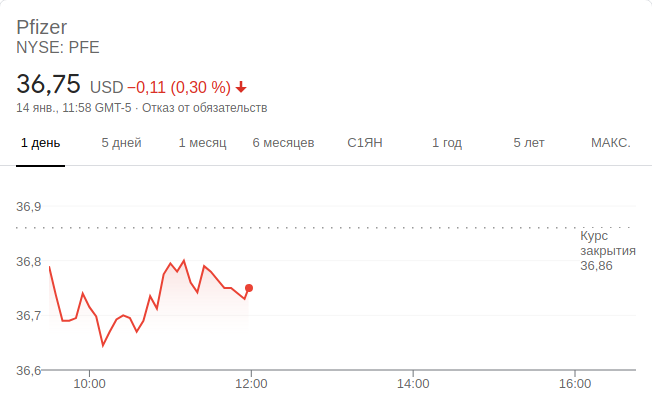 Pfizer
NYSE: PFE
36,75 USD −0,11 (0,30 %)
14 янв., 11:58 GMT-5 · Отказ от обязательств
1 день 5 дней 1 месяц 6 месяцев С1ЯН 1 год 5 лет МАКС.
36,9
Курс
закрытия
36,86
36,8
36,7
36,6
10:00 12:00 14:00 16:00